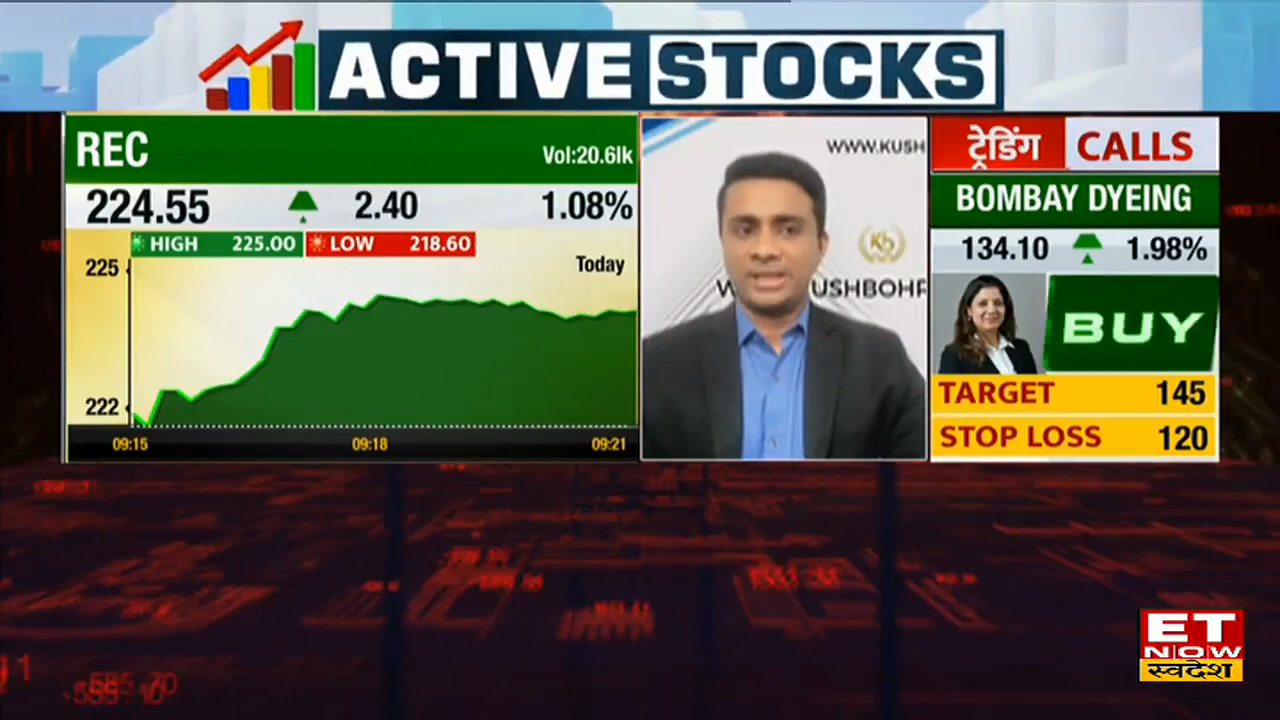 ACTIVE STOCKS
REC
Vol:20.6lk
224.55 2.40 1.08%
HIGH 225.00 LOW 218.60
Today
225
222
09:15 09:18 09:21
WWW.KUSH
Kb
USHBOHR
ट्रेडिंग CALLS
BOMBAY DYEING
134.10 1.98%
BUY
TARGET 145
STOP LOSS 120
ET
NOW
स्वदेश